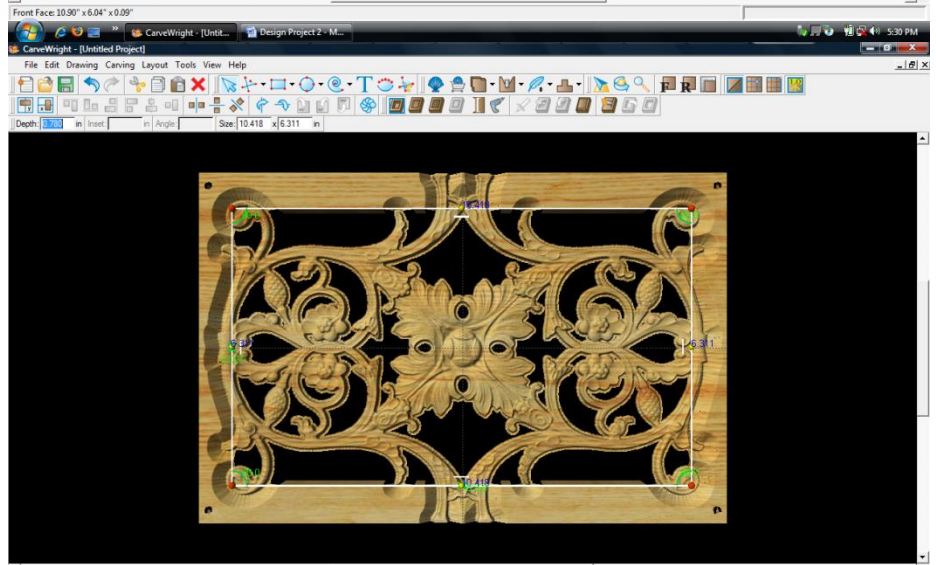 Front Face: 10.90" x 6.04" x 0.09"
CarveWright - [Untit... Design Project 2 - M... 5:30 PM
CarveWright - [Untitled Project]
File Edit Drawing Carving Layout Tools View Help
Depth: in Inset: in Angle: Size: 10.418 x 6.311 in
10.418
6.311 6.311
10.418